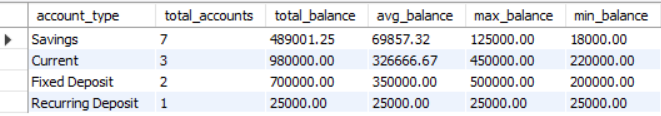 account_type total_accounts total_balance avg_balance max_balance min_balance
Savings 7 489001.25 69857.32 125000.00 18000.00
Current 3 980000.00 326666.67 450000.00 220000.00
Fixed Deposit 2 700000.00 350000.00 500000.00 200000.00
Recurring Deposit 1 25000.00 25000.00 25000.00 25000.00